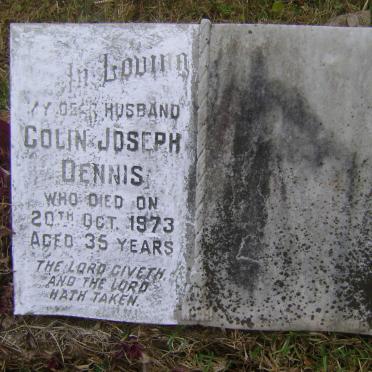 In Loving
MY DEAR HUSBAND
COLIN JOSEPH
DENNIS
WHO DIED ON
20TH OCT. 1973
AGED 35 YEARS
THE LORD GIVETH
AND THE LORD
HATH TAKEN.